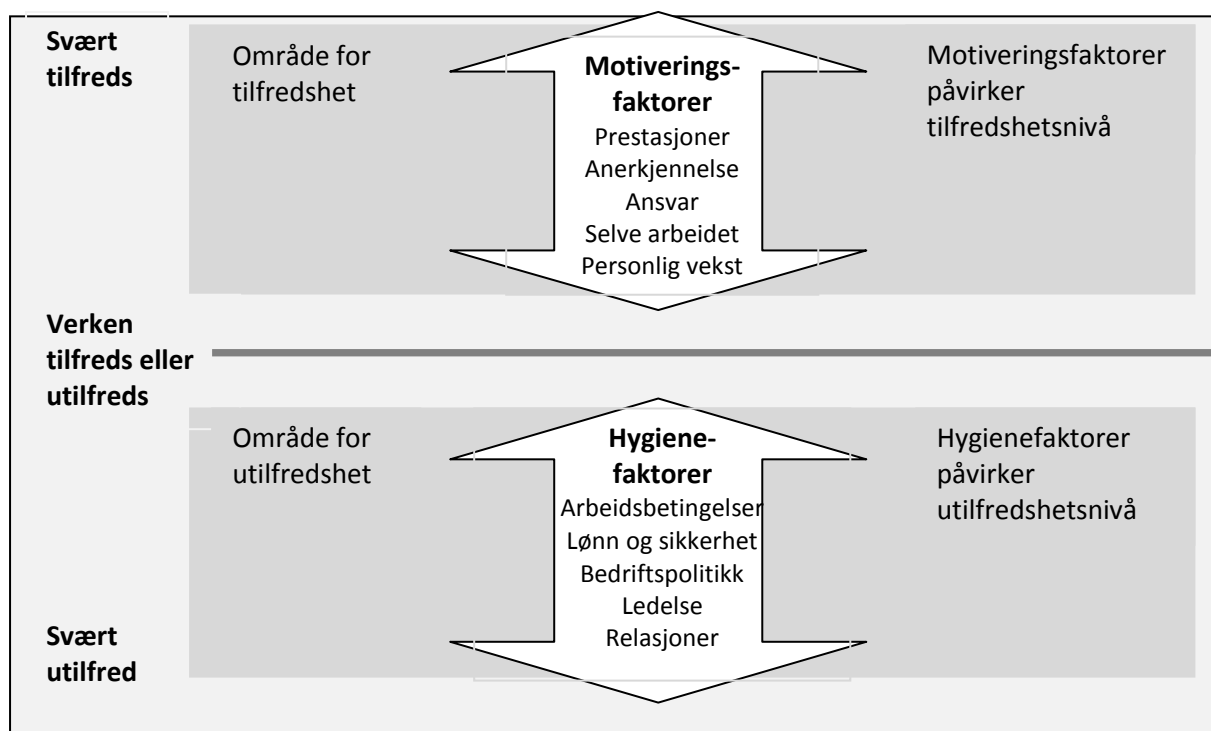 Svært
tilfreds
Område for
tilfredshet
Motiverings-
faktorer
Prestasjoner
Anerkjennelse
Ansvar
Selve arbeidet
Personlig vekst
Motiveringsfaktorer
påvirker
tilfredshetsnivå
Verken
tilfreds eller
utilfreds
Område for
utilfredshet
Hygiene-
faktorer
Arbeidsbetingelser
Lønn og sikkerhet
Bedriftspolitikk
Ledelse
Relasjoner
Hygienefaktorer
påvirker
utilfredshetsnivå
Svært
utilfred